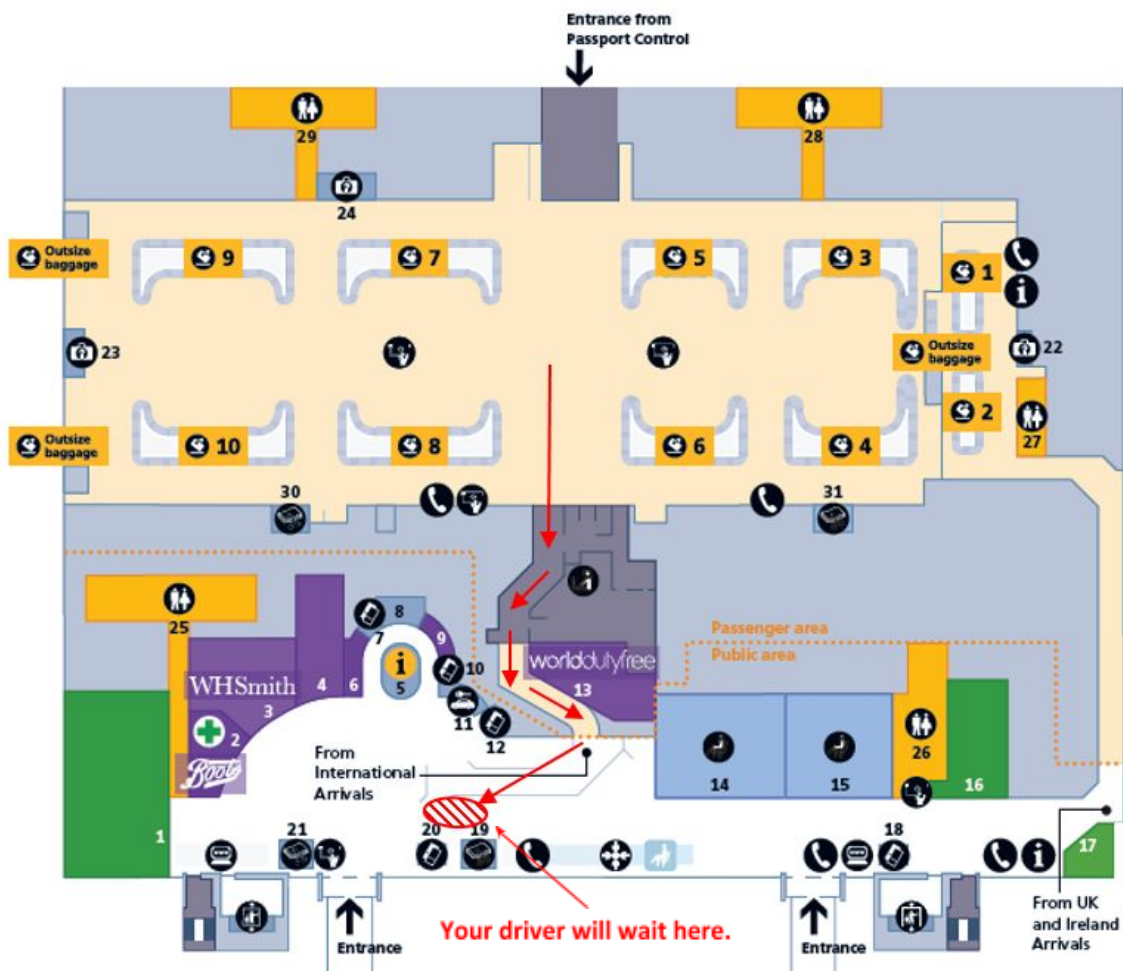 Entrance from
Passport Control
29
28
24
Outsize
baggage
9
7
5
3
1
23
Outsize
baggage
22
Outsize
baggage
10
8
6
4
2
27
30
31
25
8
7
9
Passenger area
Public area
worlddutyfree
WHSmith
4
6
i
5
10
13
3
11
2
12
26
Boots
From
International
Arrivals
14
15
16
1
21
20
19
18
17
Entrance
Your driver will wait here.
Entrance
From UK
and Ireland
Arrivals